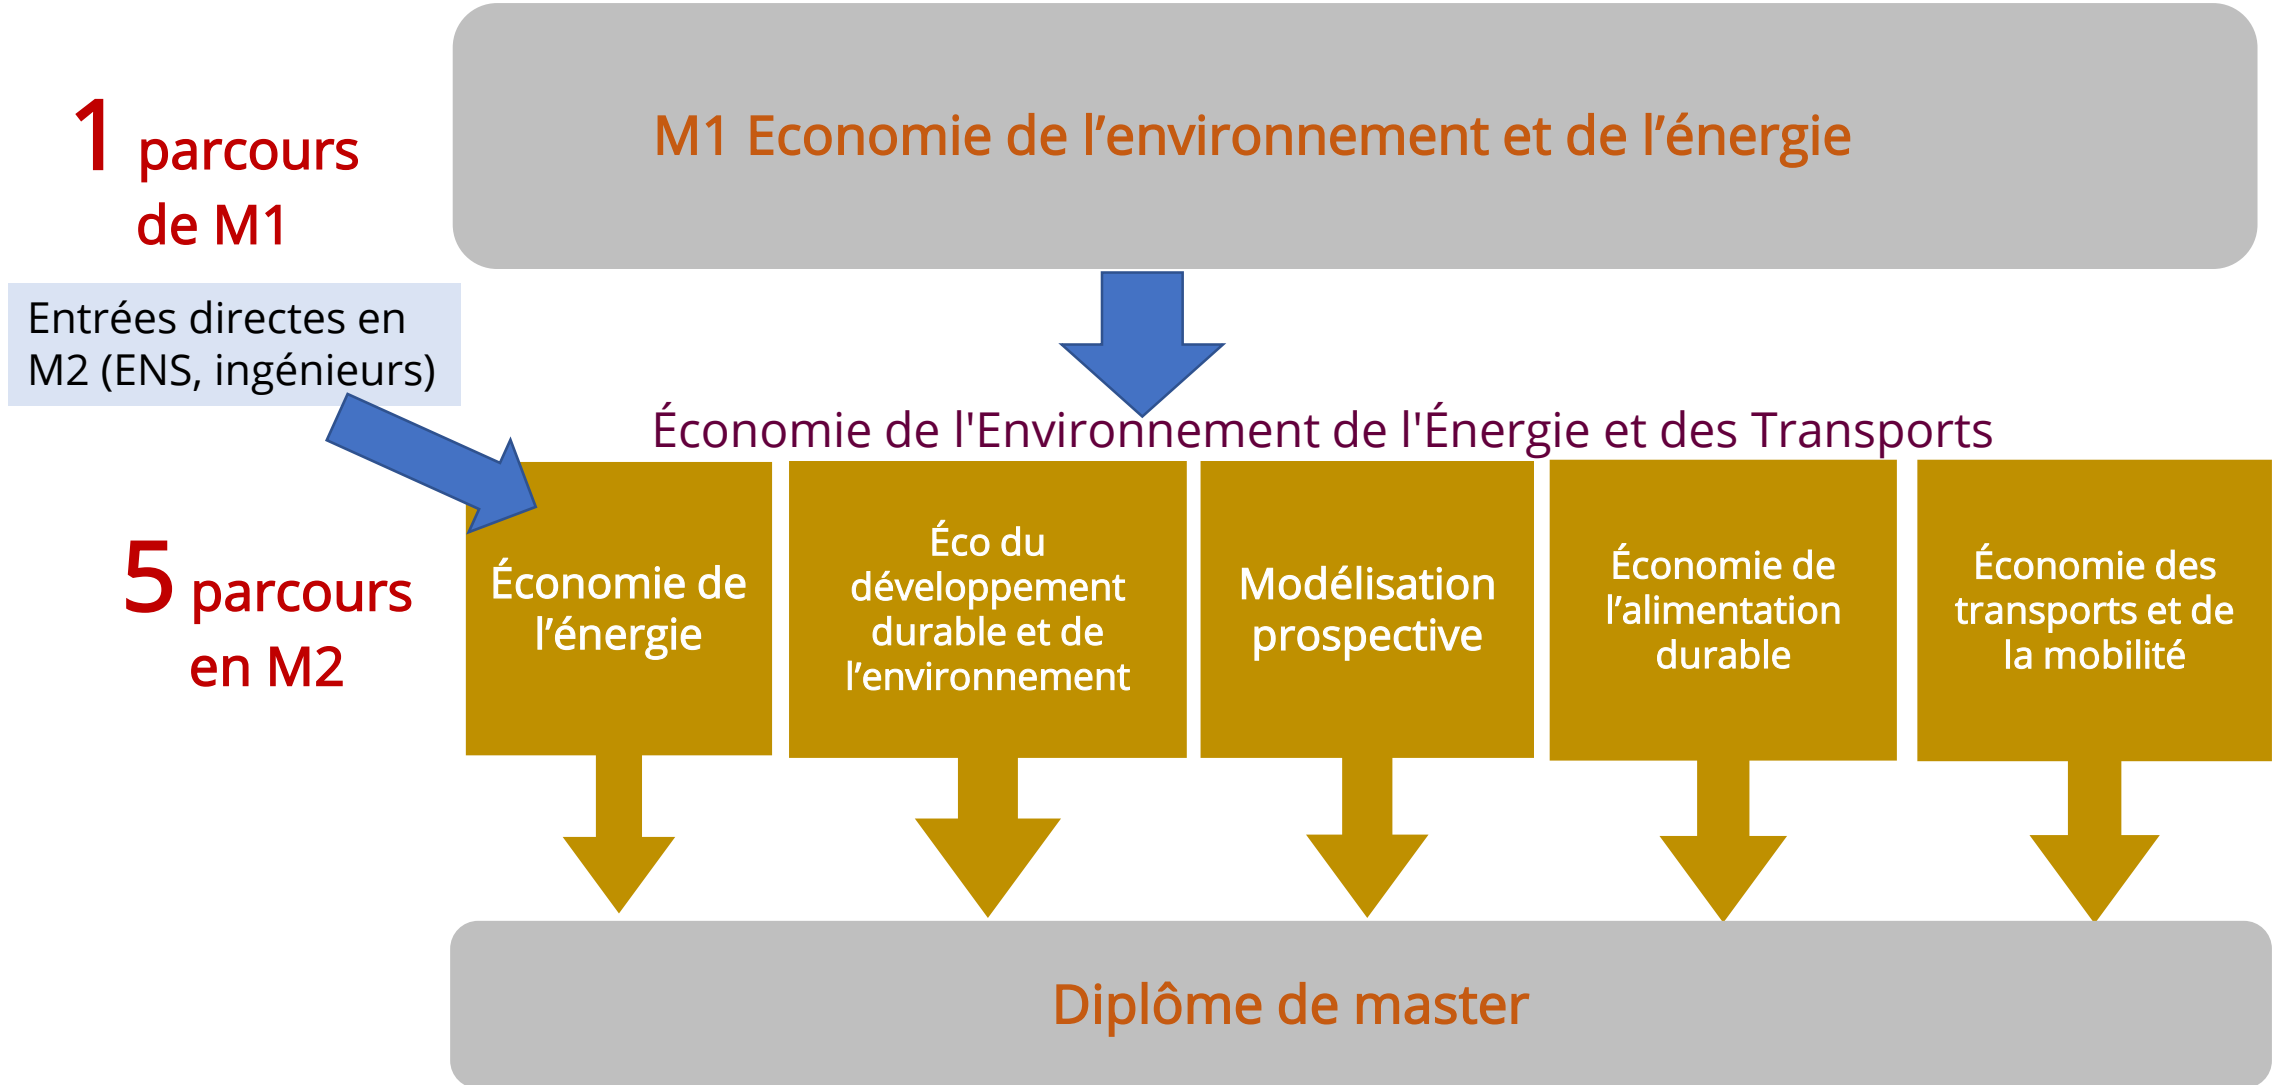 M1 Economie de l’environnement et de l’énergie
1 parcours
de M1
Entrées directes en
M2 (ENS, ingénieurs)
Économie de l'Environnement de l'Énergie et des Transports
5 parcours
en M2
Économie de
l’énergie
Éco du
développement
durable et de
l’environnement
Modélisation
prospective
Économie de
l’alimentation
durable
Économie des
transports et de
la mobilité
Diplôme de master